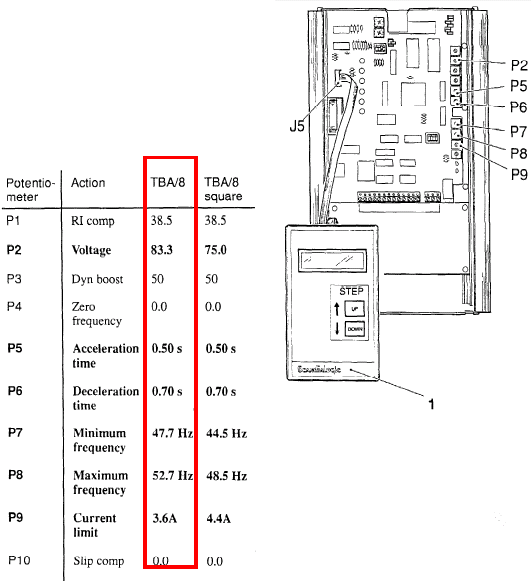 Potentio- Action TBA/8 TBA/8
meter square
P1 RI comp 38.5 38.5
P2 Voltage 83.3 75.0
P3 Dyn boost 50 50
P4 Zero 0.0 0.0
frequency
P5 Acceleration 0.50 s 0.50 s
time
P6 Deceleration 0.70 s 0.70 s
time
P7 Minimum 47.7 Hz 44.5 Hz
frequency
P8 Maximum 52.7 Hz 48.5 Hz
frequency
P9 Current 3.6A 4.4A
limit
P10 Slip comp 0.0 0.0
J5
P2
P5
P6
P7
P8
P9
STEP
UP
DOWN
1